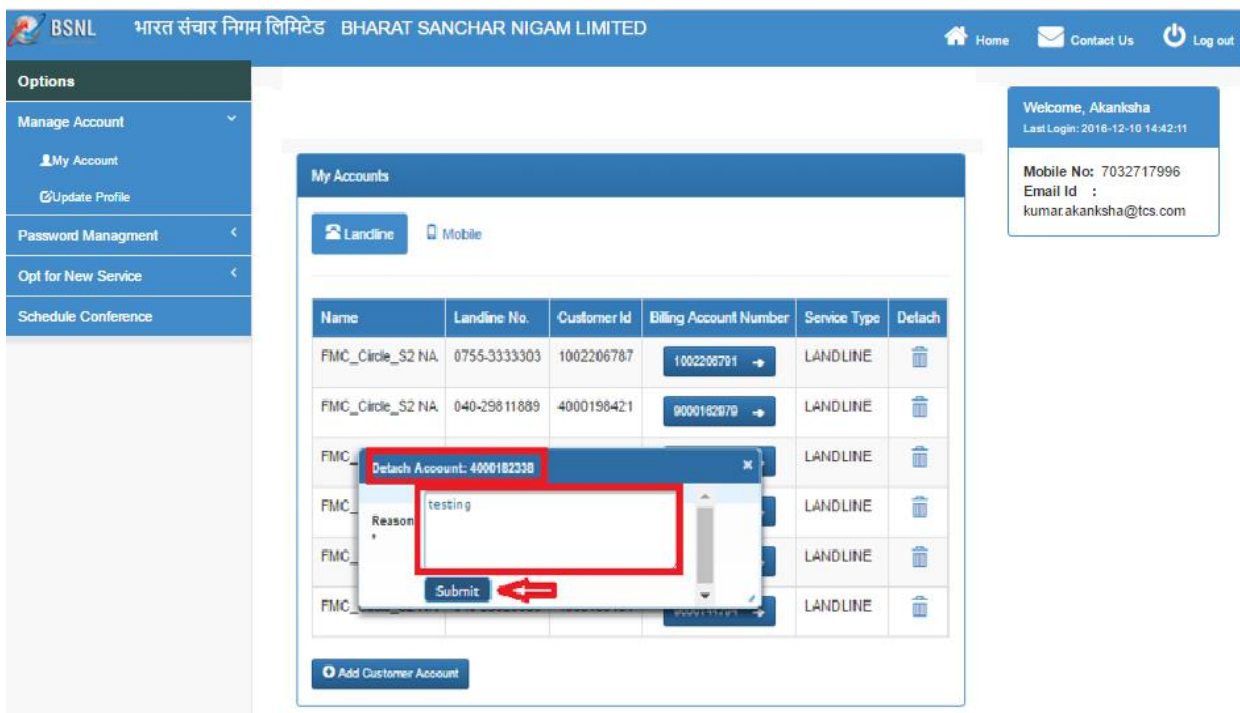 BSNL भारत संचार निगम लिमिटेड BHARAT SANCHAR NIGAM LIMITED
Home Contact Us Log out
Options
Manage Account
My Account
Update Profile
Password Managment
Opt for New Service
Schedule Conference
Welcome, Akanksha
Last Login: 2016-12-10 14:42:11
Mobile No: 7032717996
Email Id :
kumar.akanksha@tcs.com
My Accounts
Landline Mobile
Name Landline No. Customer Id Billing Account Number Service Type Detach
FMC_Circle_S2 NA 0755-3333303 1002206787 1002206791 LANDLINE
FMC_Circle_S2 NA 040-29811889 4000198421 9000162979 LANDLINE
FMC_ LANDLINE
FMC_ LANDLINE
FMC_ LANDLINE
FMC_ LANDLINE
Detach Account: 4000182338 ×
Reason *
testing
Submit
Add Customer Account